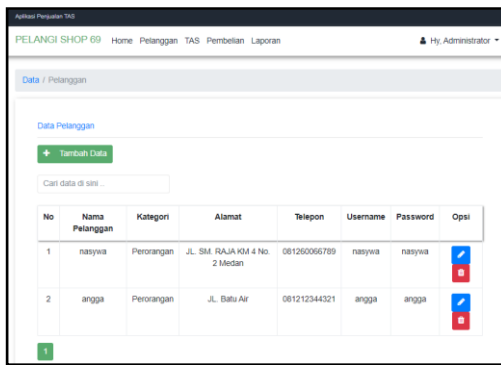 Aplikasi Penjualan TAS
PELANGI SHOP 69 Home Pelanggan TAS Pembelian Laporan Hy, Administrator
Data / Pelanggan
Data Pelanggan
+ Tambah Data
Cari data di sini ..
No Nama Pelanggan Kategori Alamat Telepon Username Password Opsi
1 nasywa Perorangan JL. SM. RAJA KM 4 No. 2 Medan 081260066789 nasywa nasywa
2 angga Perorangan JL. Batu Air 081212344321 angga angga
1